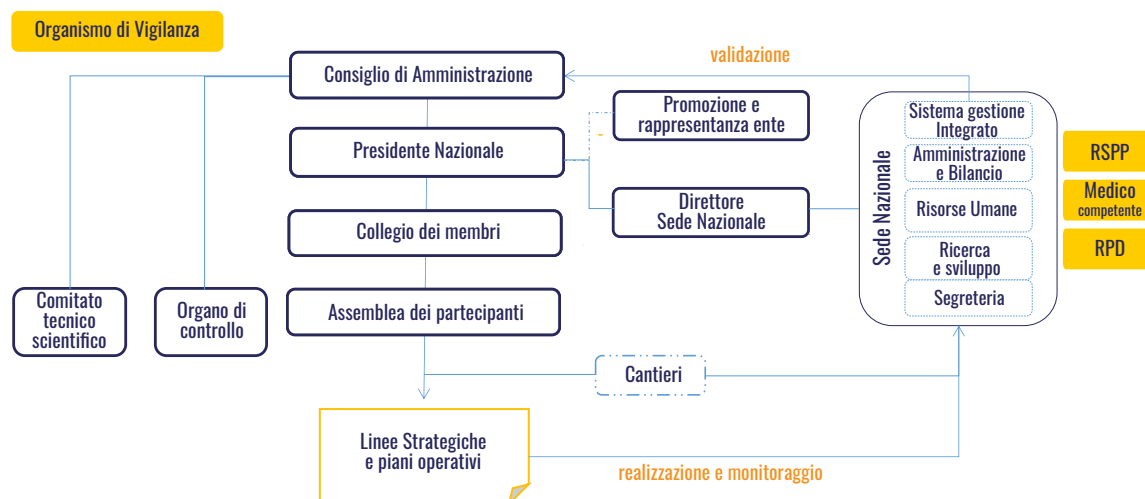 Organismo di Vigilanza
Consiglio di Amministrazione
validazione
Promozione e
rappresentanza ente
Presidente Nazionale
Direttore
Sede Nazionale
Collegio dei membri
Assemblea dei partecipanti
Comitato
tecnico
scientifico
Organo di
controllo
Cantieri
Linee Strategiche
e piani operativi
realizzazione e monitoraggio
Sede Nazionale
Sistema gestione
Integrato
Amministrazione
e Bilancio
Risorse Umane
Ricerca
e sviluppo
Segreteria
RSPP
Medico
competente
RPD